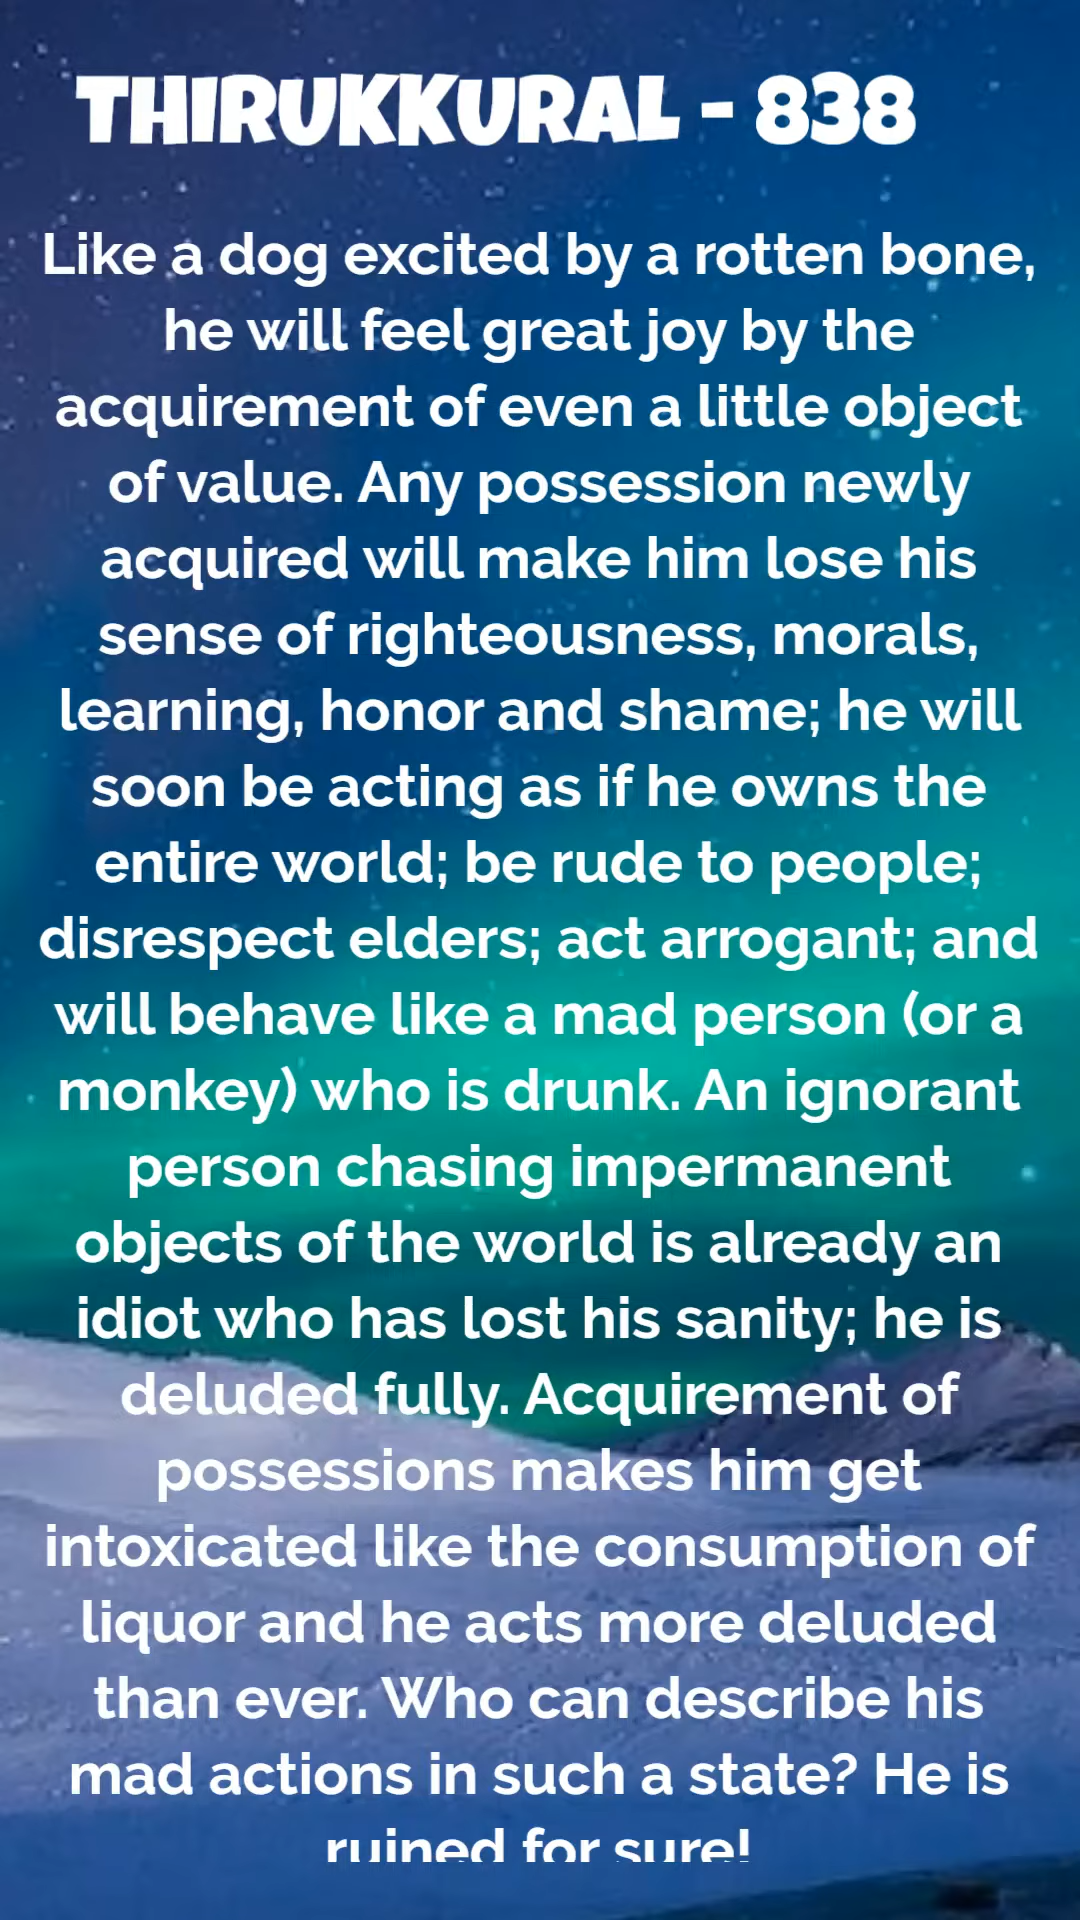 THIRUKKURAL - 838
Like a dog excited by a rotten bone,
he will feel great joy by the
acquirement of even a little object
of value. Any possession newly
acquired will make him lose his
sense of righteousness, morals,
learning, honor and shame; he will
soon be acting as if he owns the
entire world; be rude to people;
disrespect elders; act arrogant; and
will behave like a mad person (or a
monkey) who is drunk. An ignorant
person chasing impermanent
objects of the world is already an
idiot who has lost his sanity; he is
deluded fully. Acquirement of
possessions makes him get
intoxicated like the consumption of
liquor and he acts more deluded
than ever. Who can describe his
mad actions in such a state? He is
ruined for sure!